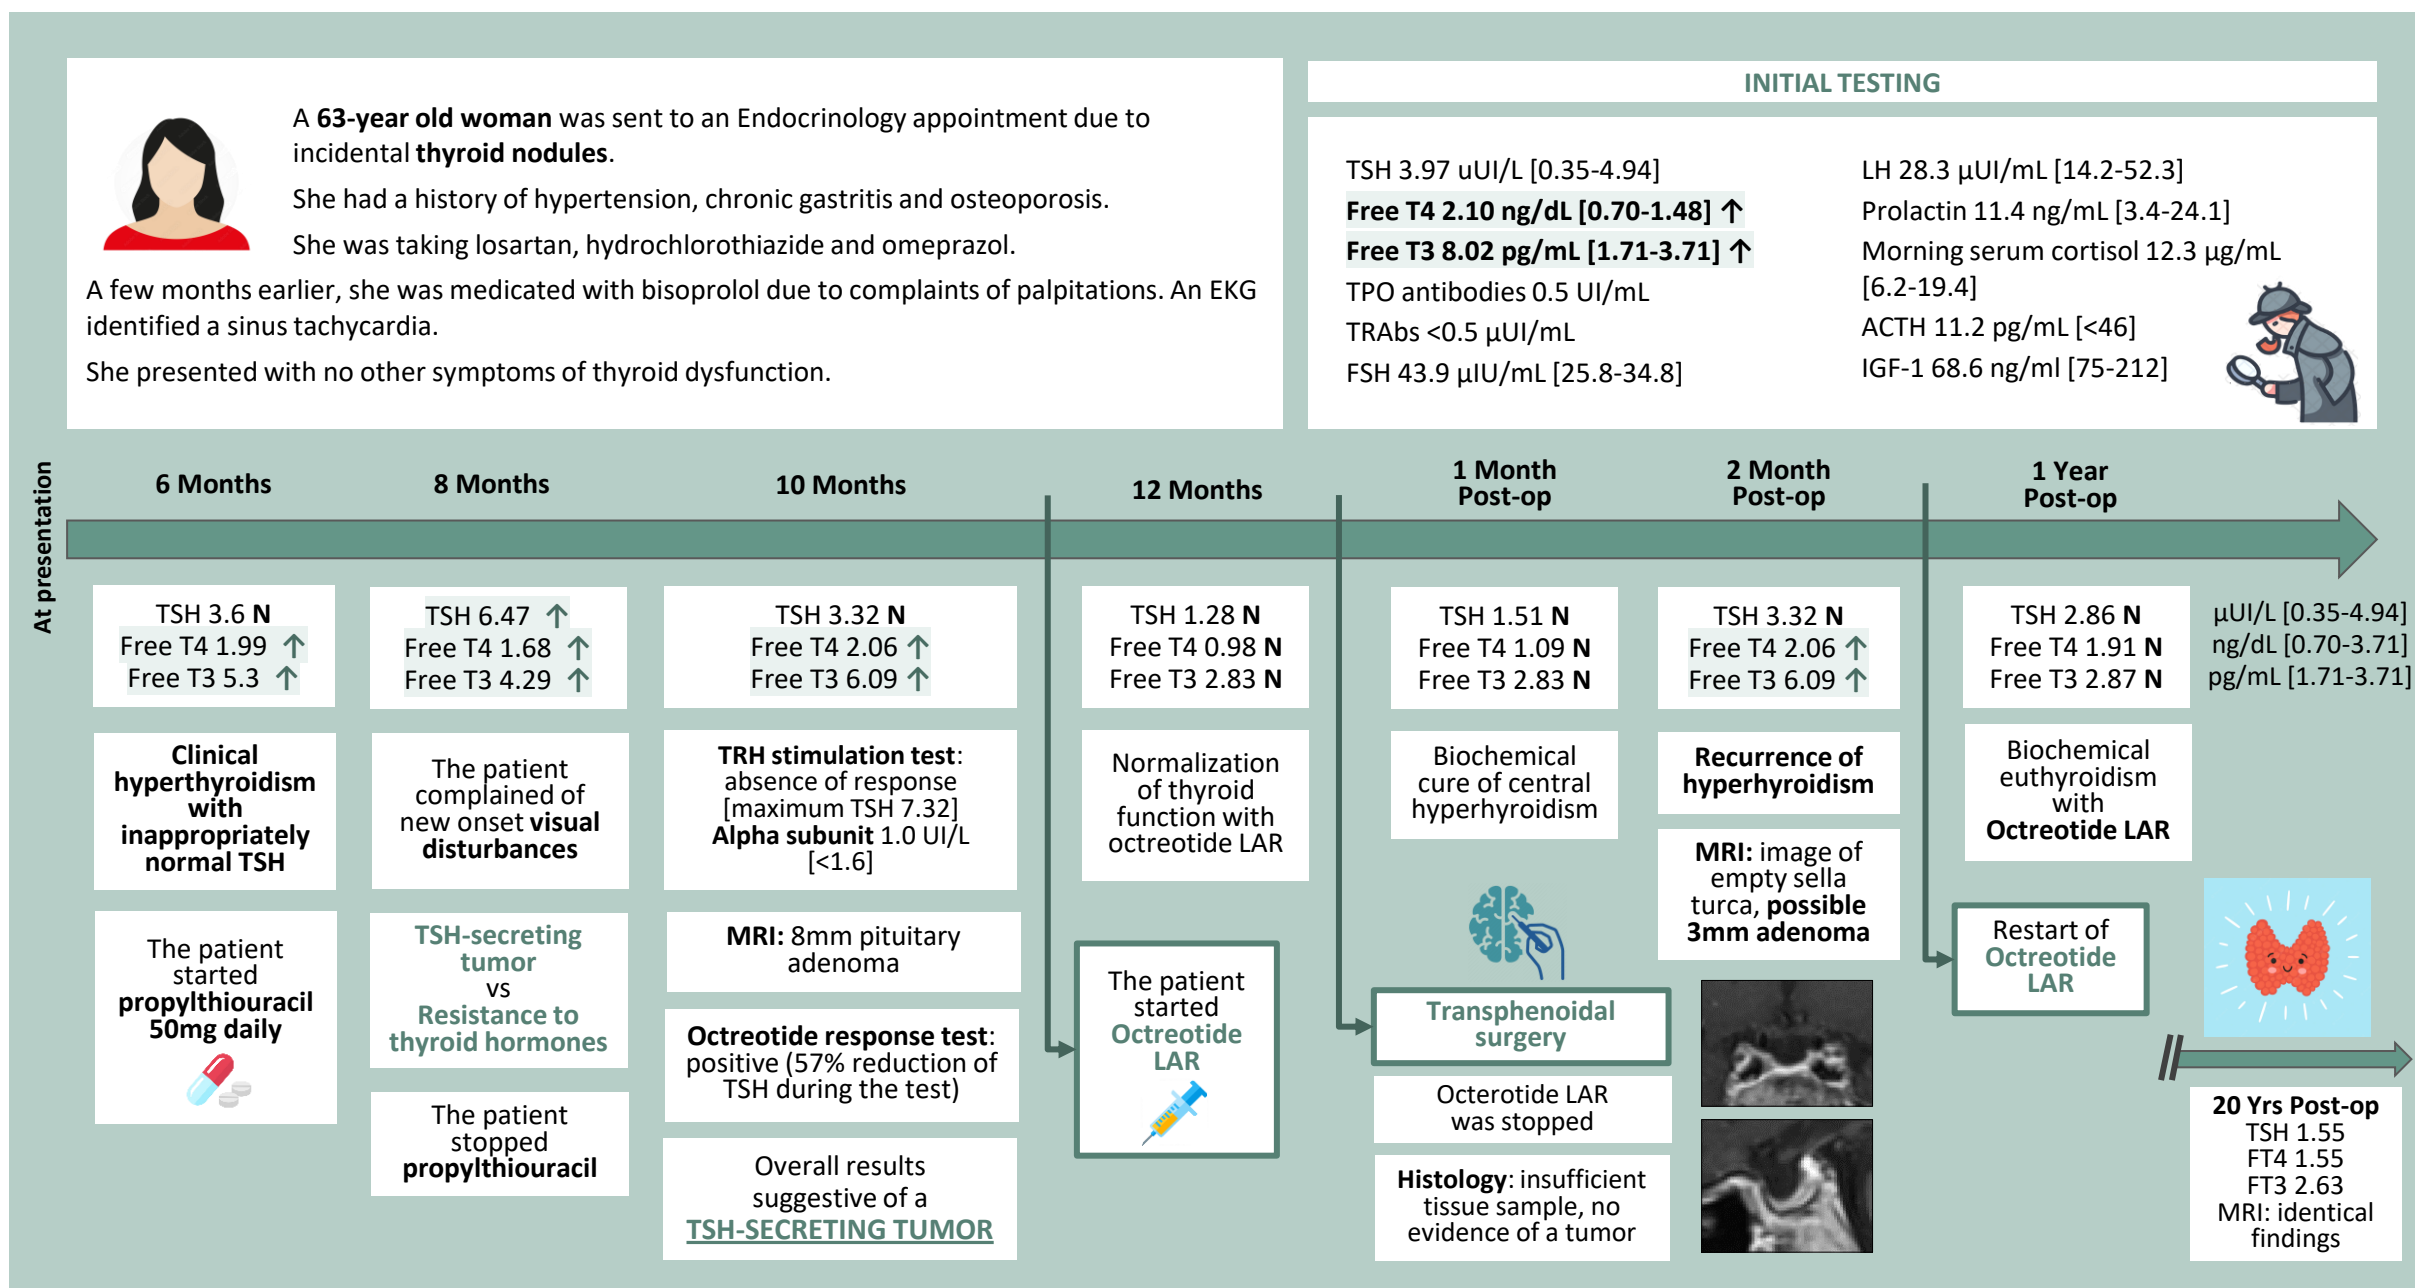 A 63-year old woman was sent to an Endocrinology appointment due to
incidental thyroid nodules.
She had a history of hypertension, chronic gastritis and osteoporosis.
She was taking losartan, hydrochlorothiazide and omeprazol.
A few months earlier, she was medicated with bisoprolol due to complaints of palpitations. An EKG
identified a sinus tachycardia.
She presented with no other symptoms of thyroid dysfunction.
INITIAL TESTING
TSH 3.97 uUI/L [0.35-4.94]
Free T4 2.10 ng/dL [0.70-1.48] ↑
Free T3 8.02 pg/mL [1.71-3.71] ↑
TPO antibodies 0.5 UI/mL
TRAbs <0.5 µUI/mL
FSH 43.9 µIU/mL [25.8-34.8]
LH 28.3 µUI/mL [14.2-52.3]
Prolactin 11.4 ng/mL [3.4-24.1]
Morning serum cortisol 12.3 µg/mL
[6.2-19.4]
ACTH 11.2 pg/mL [<46]
IGF-1 68.6 ng/ml [75-212]
At presentation
6 Months
TSH 3.6 N
Free T4 1.99 ↑
Free T3 5.3 ↑
Clinical
hyperthyroidism
with
inappropriately
normal TSH
The patient
started
propylthiouracil
50mg daily
8 Months
TSH 6.47 ↑
Free T4 1.68 ↑
Free T3 4.29 ↑
The patient
complained of
new onset visual
disturbances
TSH-secreting
tumor
vs
Resistance to
thyroid hormones
The patient
stopped
propylthiouracil
10 Months
TSH 3.32 N
Free T4 2.06 ↑
Free T3 6.09 ↑
TRH stimulation test:
absence of response
[maximum TSH 7.32]
Alpha subunit 1.0 UI/L
[<1.6]
MRI: 8mm pituitary
adenoma
Octreotide response test:
positive (57% reduction of
TSH during the test)
Overall results
suggestive of a
TSH-SECRETING TUMOR
12 Months
TSH 1.28 N
Free T4 0.98 N
Free T3 2.83 N
Normalization
of thyroid
function with
octreotide LAR
The patient
started
Octreotide
LAR
1 Month
Post-op
TSH 1.51 N
Free T4 1.09 N
Free T3 2.83 N
Biochemical
cure of central
hyperhyroidism
Transphenoidal
surgery
Octerotide LAR
was stopped
Histology: insufficient
tissue sample, no
evidence of a tumor
2 Month
Post-op
TSH 3.32 N
Free T4 2.06 ↑
Free T3 6.09 ↑
Recurrence of
hyperhyroidism
MRI: image of
empty sella
turca, possible
3mm adenoma
1 Year
Post-op
TSH 2.86 N
Free T4 1.91 N
Free T3 2.87 N
Biochemical
euthyroidism
with
Octreotide LAR
Restart of
Octreotide
LAR
µUI/L [0.35-4.94]
ng/dL [0.70-3.71]
pg/mL [1.71-3.71]
20 Yrs Post-op
TSH 1.55
FT4 1.55
FT3 2.63
MRI: identical
findings